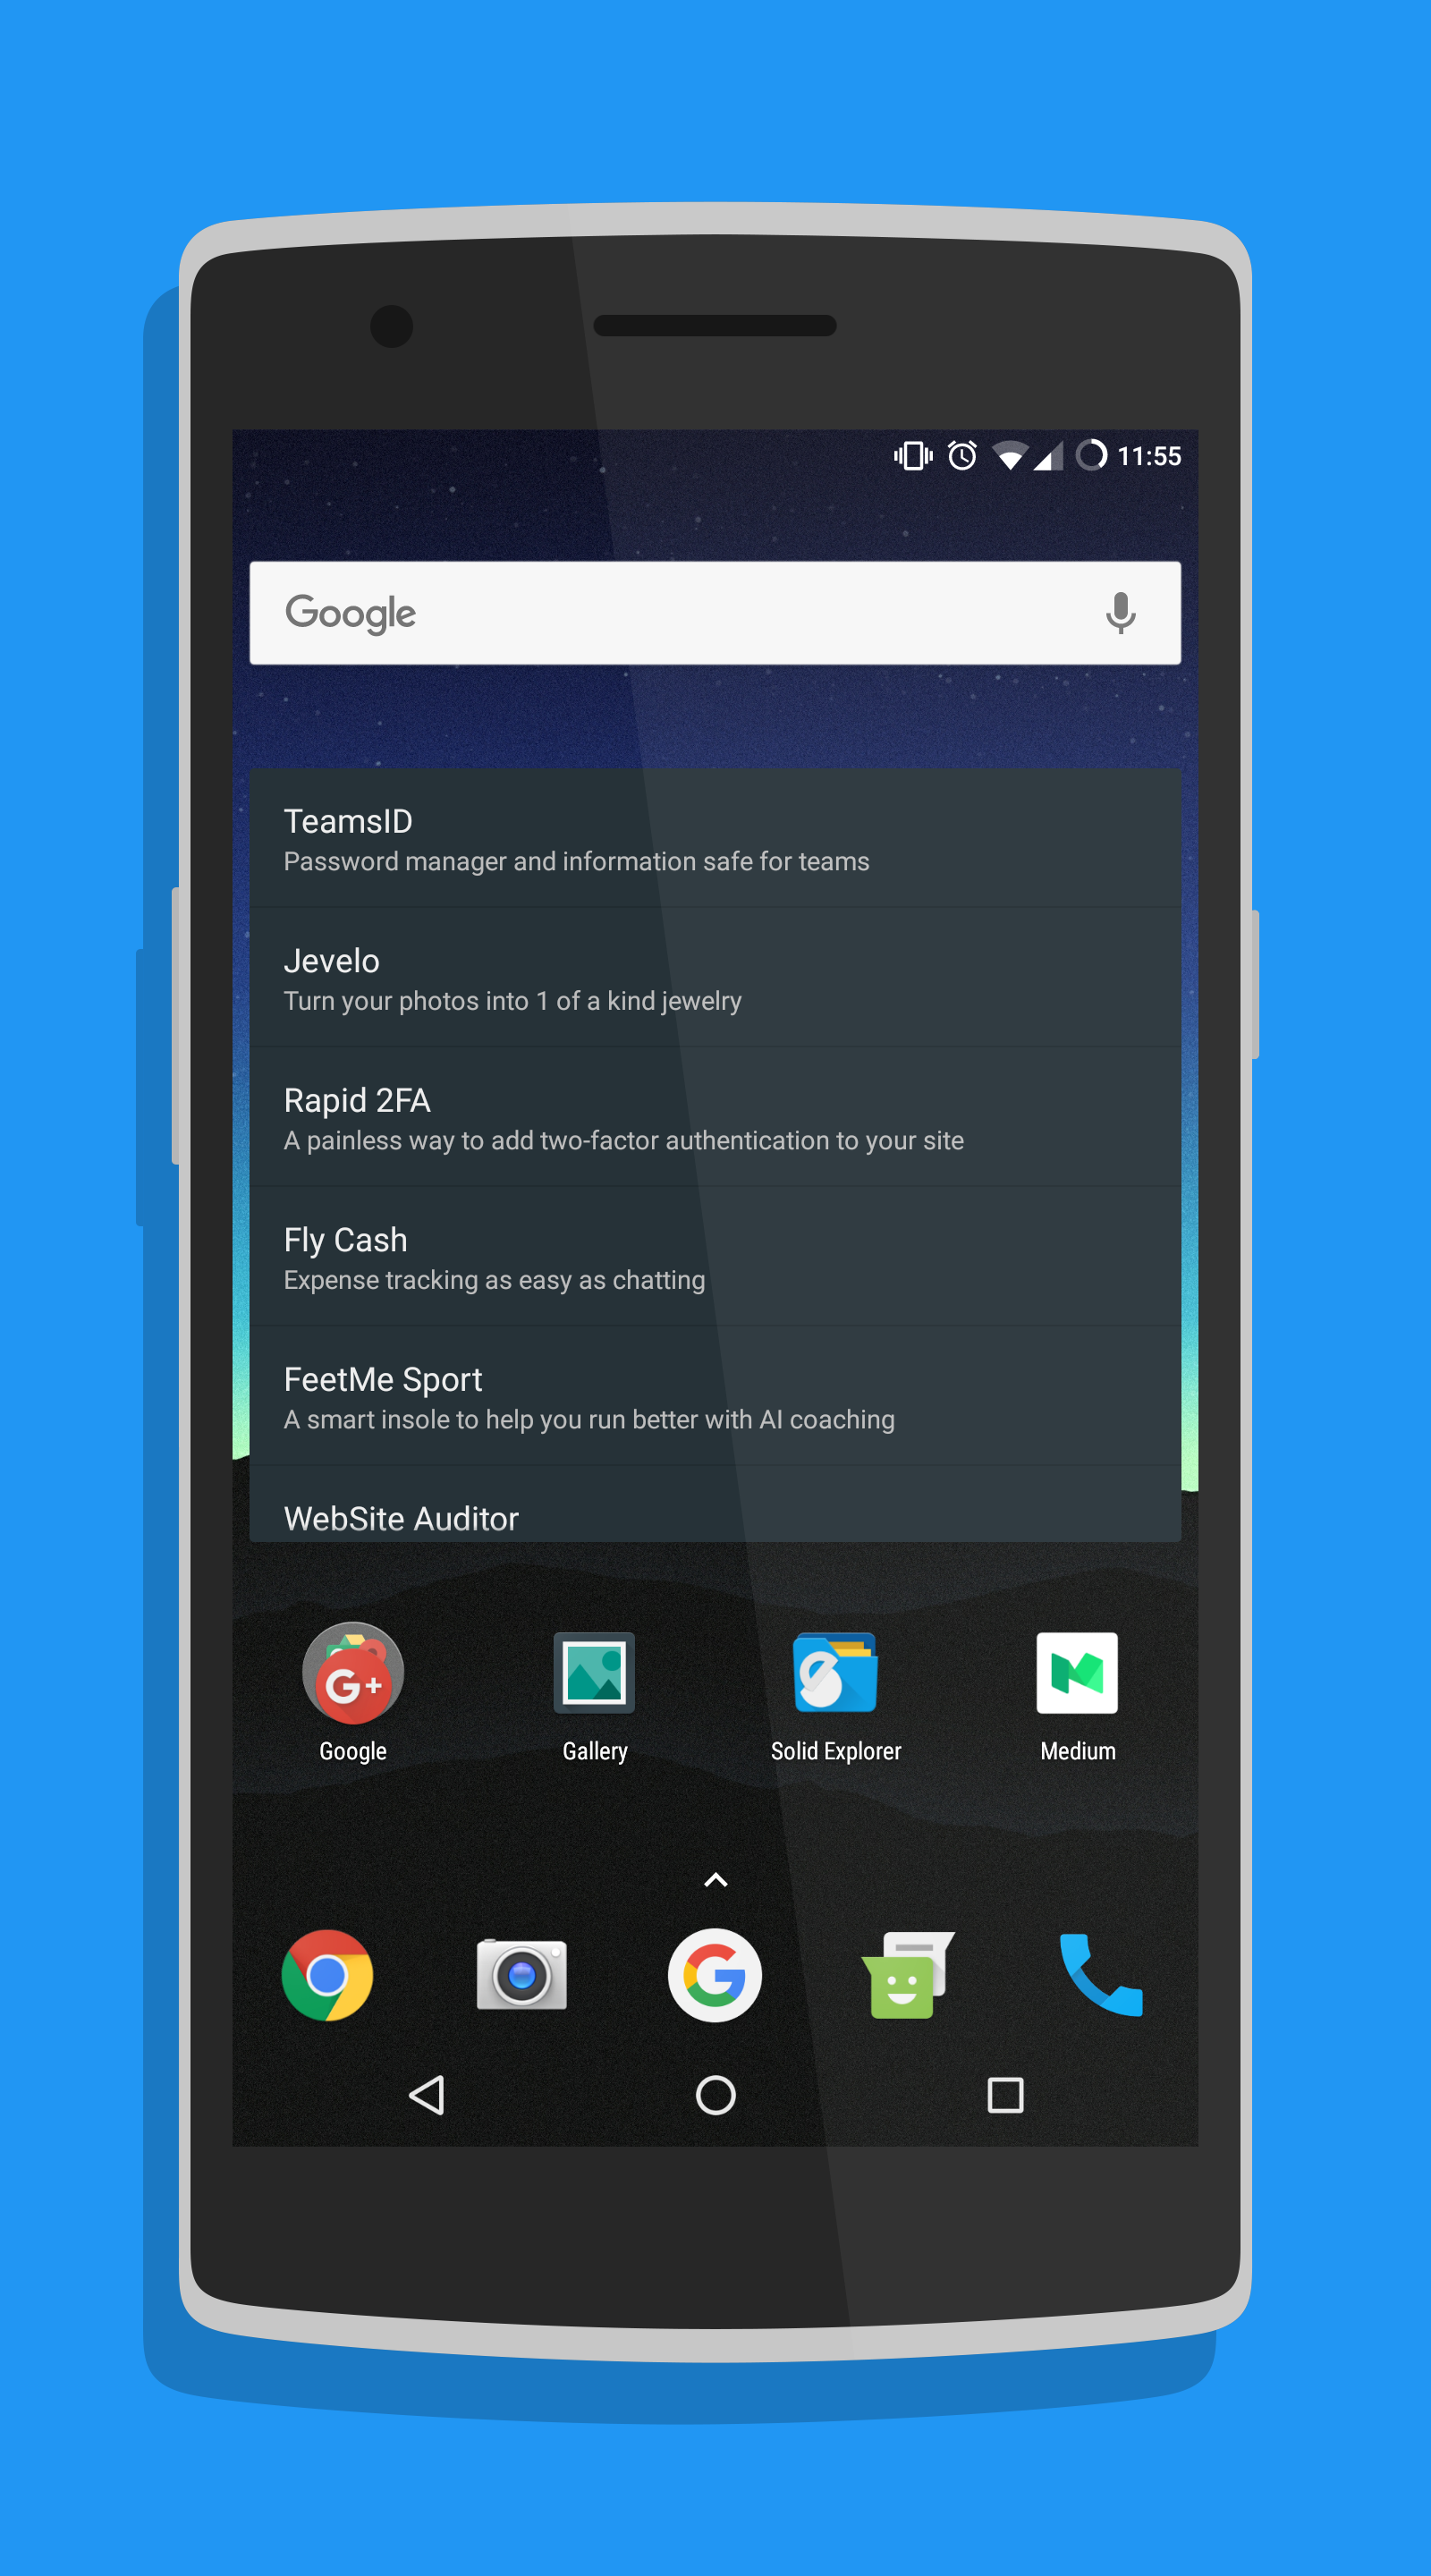 11:55
Google
TeamsID
Password manager and information safe for teams
Jevelo
Turn your photos into 1 of a kind jewelry
Rapid 2FA
A painless way to add two-factor authentication to your site
Fly Cash
Expense tracking as easy as chatting
FeetMe Sport
A smart insole to help you run better with AI coaching
WebSite Auditor
G+
Google Gallery Solid Explorer Medium
G